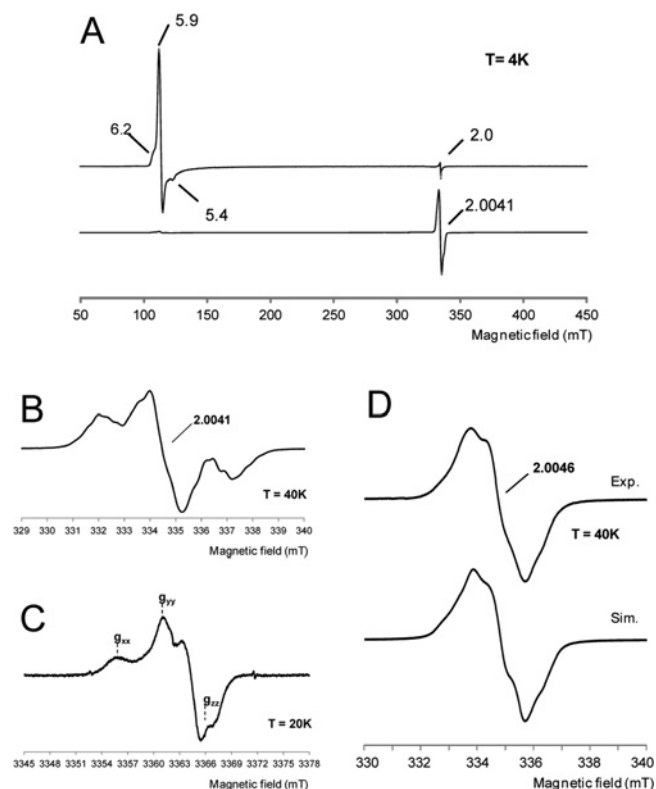 A
5.9
T= 4K
6.2
2.0
5.4
2.0041
50 100 150 200 250 300 350 400 450
Magnetic field (mT)
B
2.0041
T = 40K
329 330 331 332 333 334 335 336 337 338 339 340
Magnetic field (mT)
C
gxx
gyy
gzz
T = 20K
3345 3348 3351 3354 3357 3360 3363 3366 3369 3372 3375 3378
Magnetic field (mT)
D
2.0046
Exp.
T = 40K
Sim.
330 332 334 336 338 340
Magnetic field (mT)